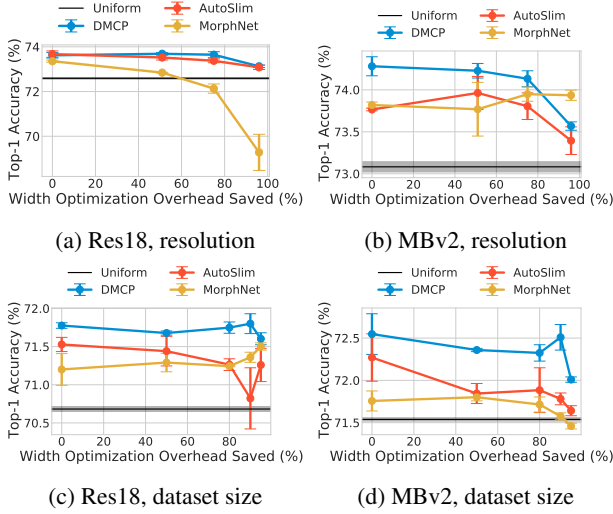 Uniform AutoSlim
DMCP MorphNet
Top-1 Accuracy (%)
74
72
70
0 20 40 60 80 100
Width Optimization Overhead Saved (%)
(a) Res18, resolution
Uniform AutoSlim
DMCP MorphNet
Top-1 Accuracy (%)
74.0
73.5
73.0
0 20 40 60 80 100
Width Optimization Overhead Saved (%)
(b) MBv2, resolution
Uniform AutoSlim
DMCP MorphNet
Top-1 Accuracy (%)
72.0
71.5
71.0
70.5
0 20 40 60 80
Width Optimization Overhead Saved (%)
(c) Res18, dataset size
Uniform AutoSlim
DMCP MorphNet
Top-1 Accuracy (%)
72.5
72.0
71.5
0 20 40 60 80
Width Optimization Overhead Saved (%)
(d) MBv2, dataset size